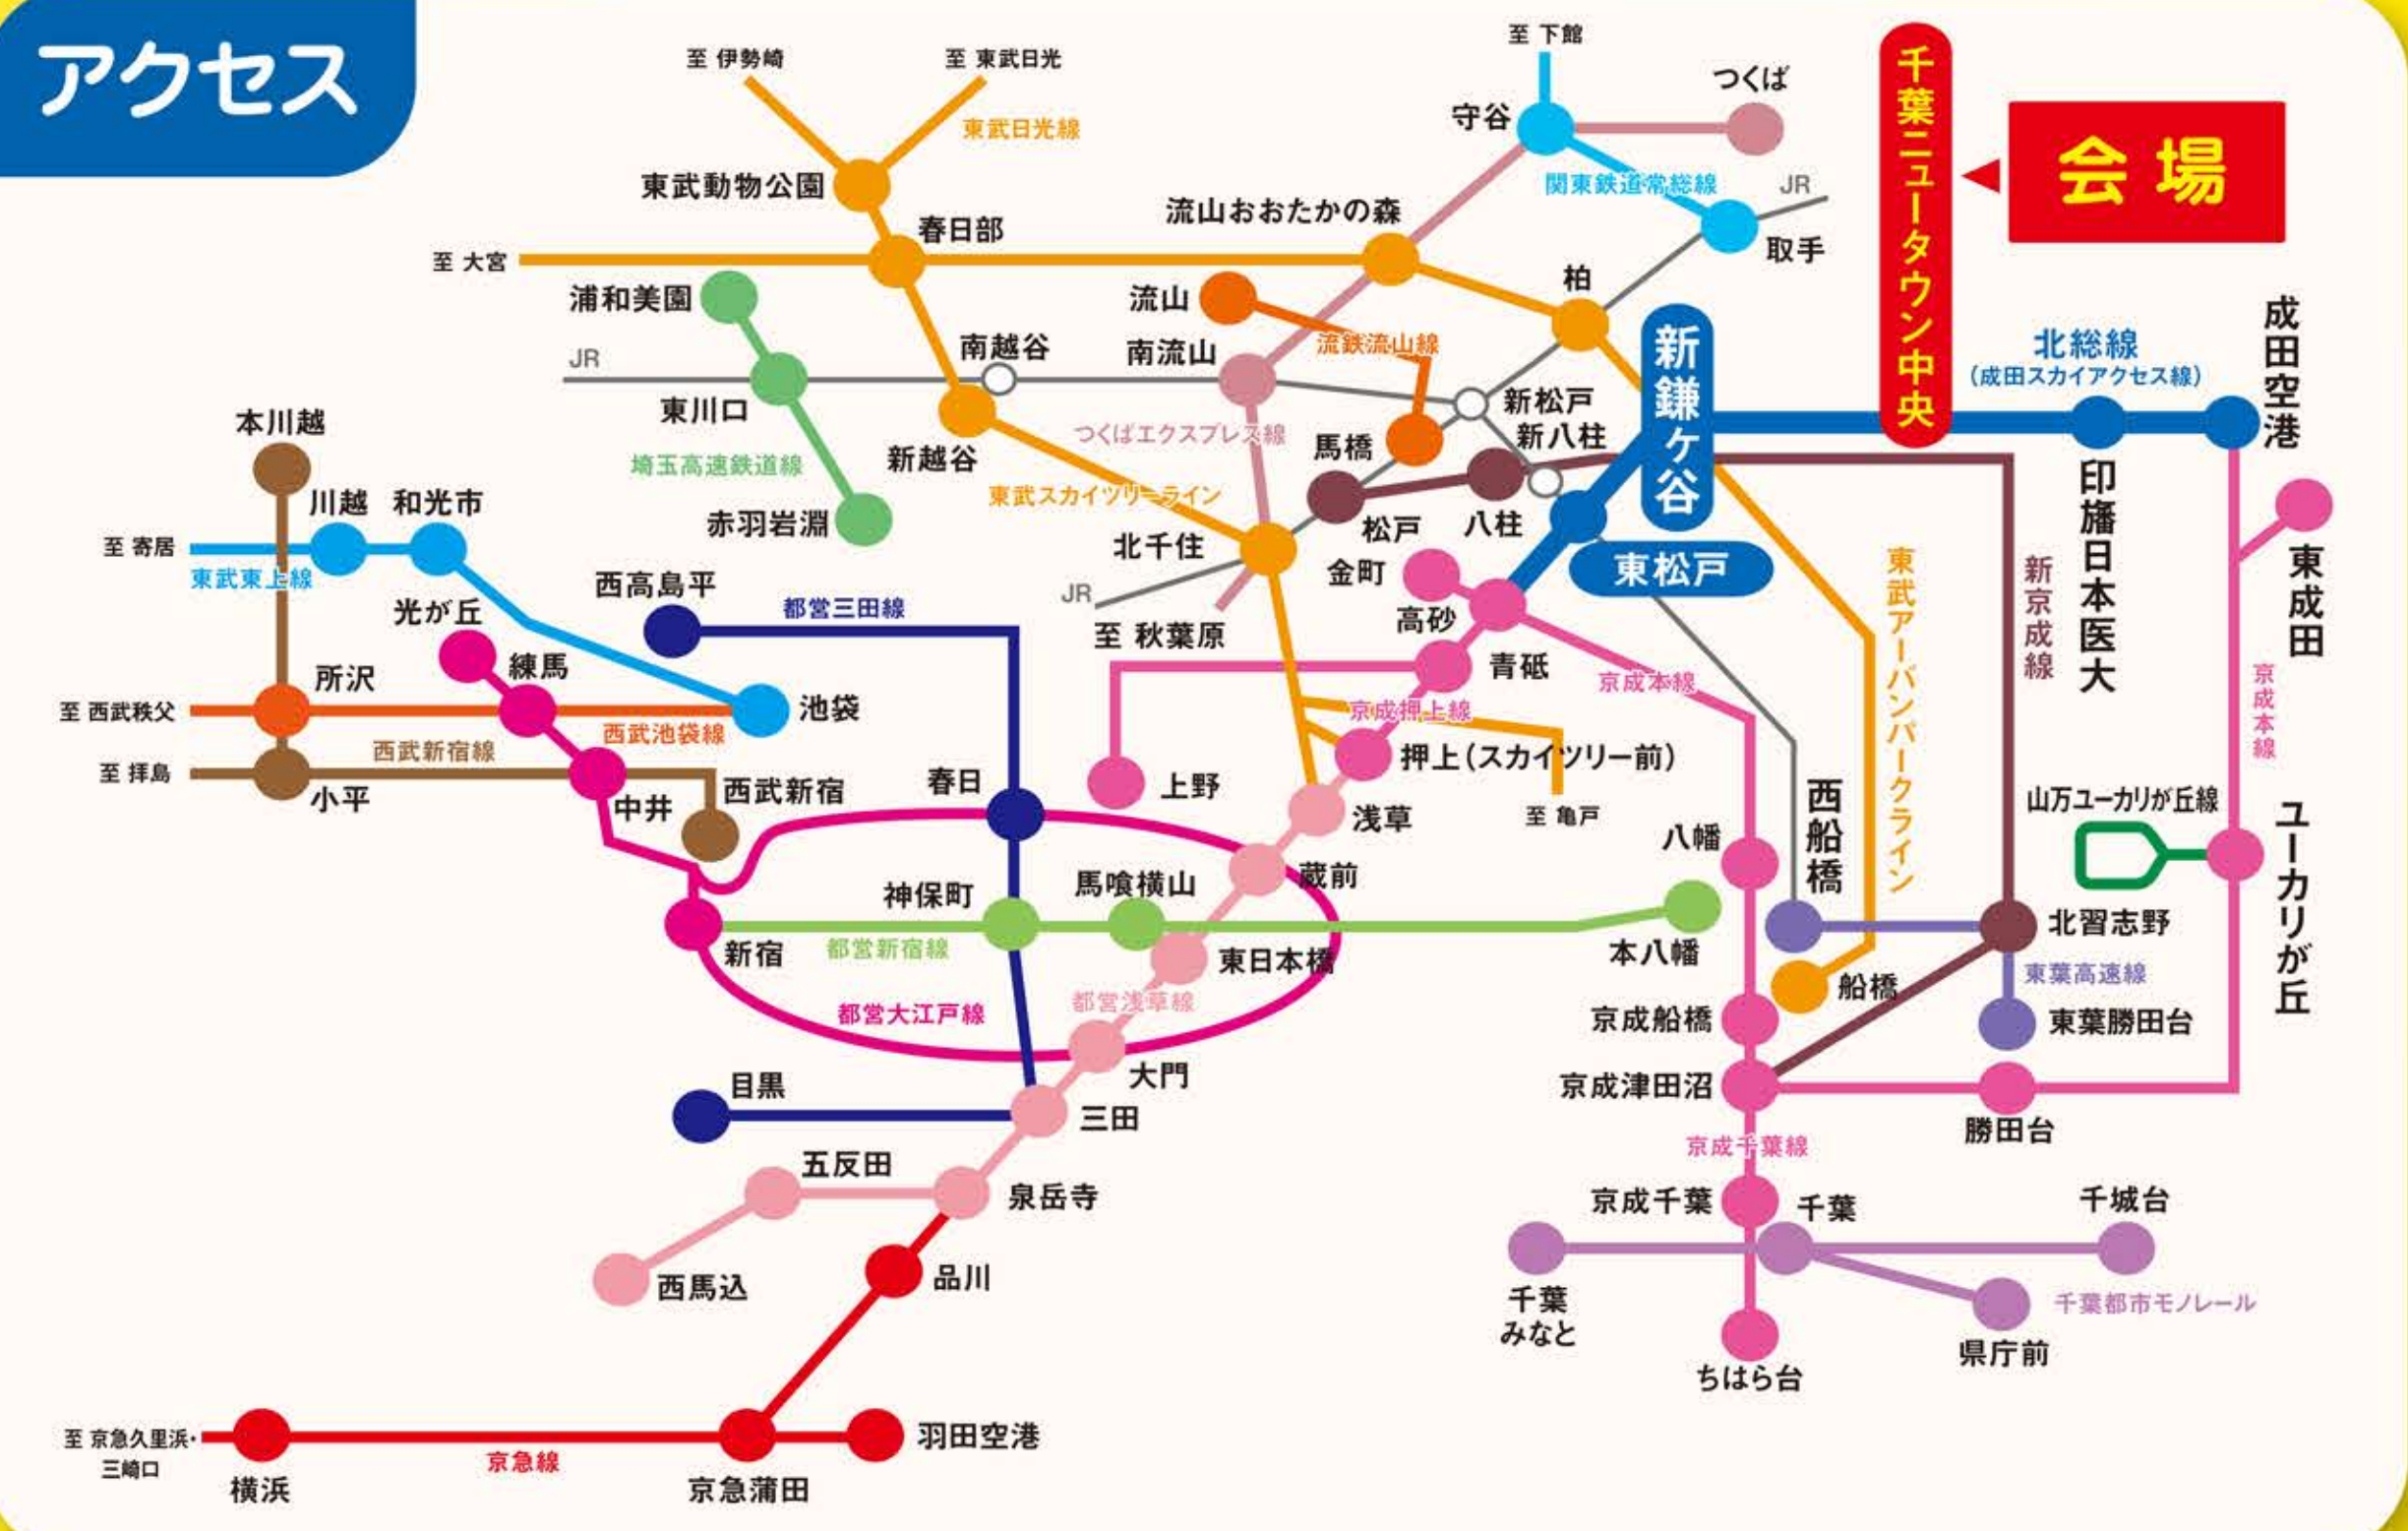 アクセス
至 伊勢崎
至 東武日光
東武日光線
東武動物公園
春日部
至 大宮
浦和美園
JR
東川口
埼玉高速鉄道線
赤羽岩淵
南越谷
新越谷
東武スカイツリーライン
至 下館
守谷
つくば
関東鉄道常総線
JR
取手
流山おおたかの森
柏
流山
流鉄流山線
南流山
つくばエクスプレス線
新松戸
新八柱
馬橋
松戸
八柱
北千住
JR
至 秋葉原
金町
高砂
青砥
新鎌ケ谷
東松戸
千葉ニュータウン中央
会場
北総線
(成田スカイアクセス線)
成田空港
印旛日本医大
東成田
京成本線
山万ユーカリが丘線
ユーカリが丘
新京成線
東武アーバンパークライン
京成本線
京成押上線
押上(スカイツリー前)
至 亀戸
上野
浅草
蔵前
東日本橋
都営浅草線
大門
三田
泉岳寺
五反田
西馬込
品川
京急蒲田
羽田空港
横浜
京急線
至 京急久里浜・
三崎口
本川越
川越
和光市
至 寄居
東武東上線
光が丘
練馬
所沢
至 西武秩父
西武池袋線
池袋
西武新宿線
至 拝島
小平
中井
西武新宿
西高島平
都営三田線
春日
神保町
馬喰横山
新宿
都営新宿線
都営大江戸線
目黒
八幡
本八幡
西船橋
船橋
北習志野
東葉高速線
東葉勝田台
京成船橋
京成津田沼
勝田台
京成千葉線
京成千葉
千葉
千城台
千葉
みなと
県庁前
千葉都市モノレール
ちはら台